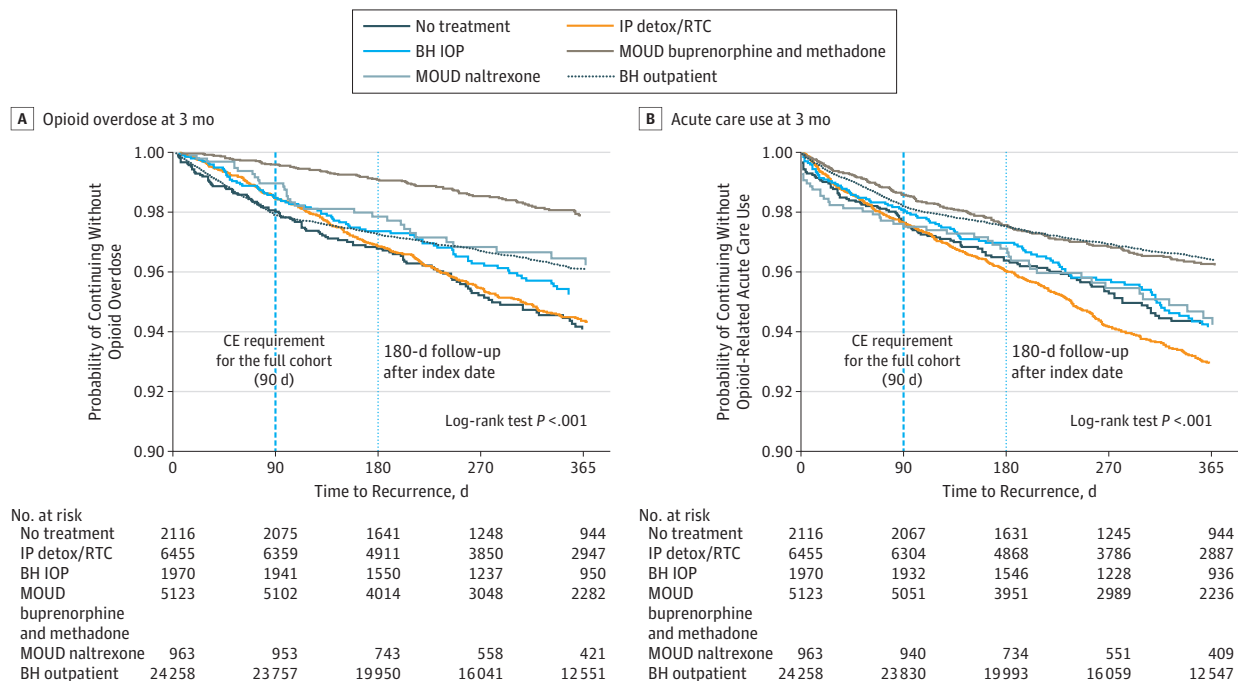 No treatment
IP detox/RTC
BH IOP
MOUD buprenorphine and methadone
MOUD naltrexone
BH outpatient
A Opioid overdose at 3 mo
Probability of Continuing Without
Opioid Overdose
1.00
0.98
0.96
0.94
0.92
0.90
CE requirement
for the full cohort
(90 d)
180-d follow-up
after index date
Log-rank test P <.001
0 90 180 270 365
Time to Recurrence, d
No. at risk
No treatment 2116 2075 1641 1248 944
IP detox/RTC 6455 6359 4911 3850 2947
BH IOP 1970 1941 1550 1237 950
MOUD 5123 5102 4014 3048 2282
buprenorphine
and methadone
MOUD naltrexone 963 953 743 558 421
BH outpatient 24258 23757 19950 16041 12551
B Acute care use at 3 mo
Probability of Continuing Without
Opioid-Related Acute Care Use
1.00
0.98
0.96
0.94
0.92
0.90
CE requirement
for the full cohort
(90 d)
180-d follow-up
after index date
Log-rank test P <.001
0 90 180 270 365
Time to Recurrence, d
No. at risk
No treatment 2116 2067 1631 1245 944
IP detox/RTC 6455 6304 4868 3786 2887
BH IOP 1970 1932 1546 1228 936
MOUD 5123 5051 3951 2989 2236
buprenorphine
and methadone
MOUD naltrexone 963 940 734 551 409
BH outpatient 24258 23830 19993 16059 12547